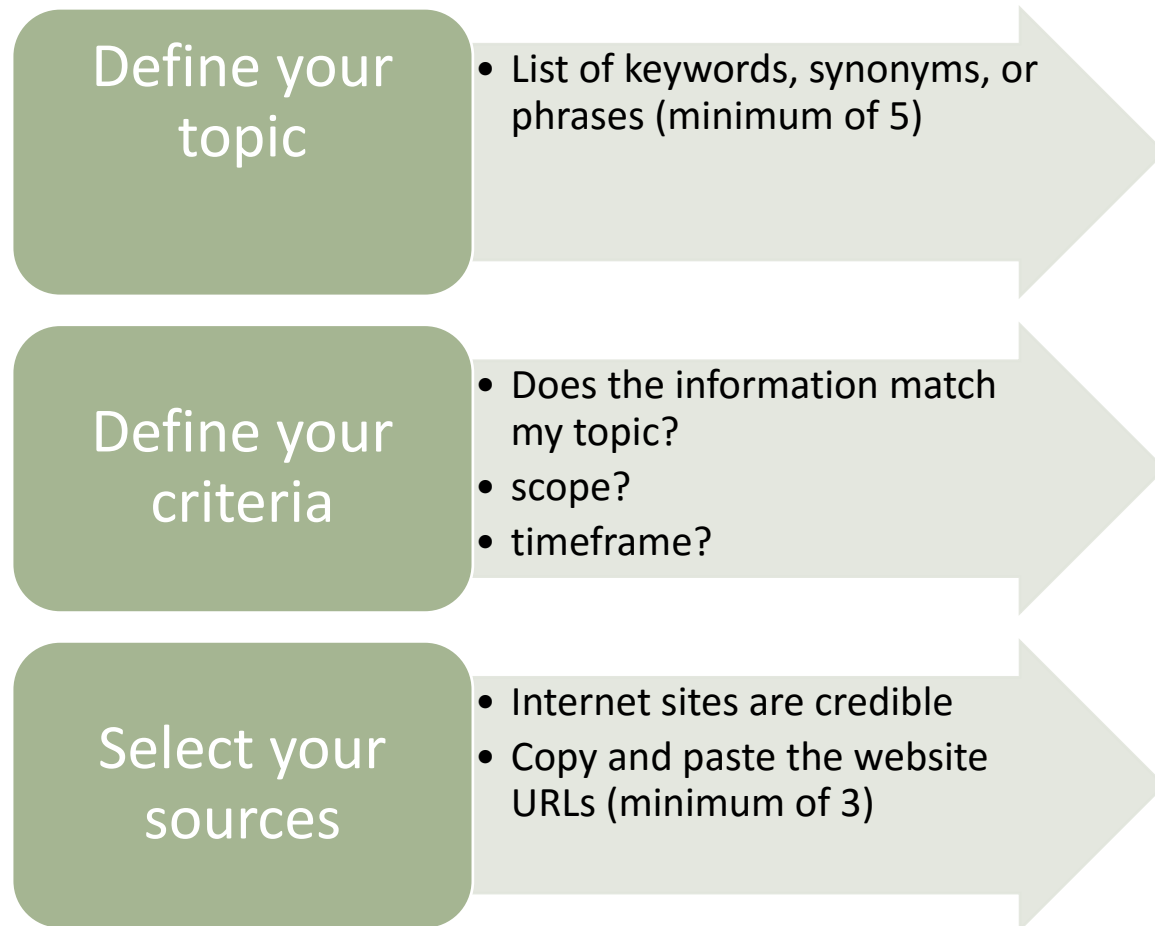 Define your
topic
• List of keywords, synonyms, or
phrases (minimum of 5)
Define your
criteria
• Does the information match
my topic?
• scope?
• timeframe?
Select your
sources
• Internet sites are credible
• Copy and paste the website
URLs (minimum of 3)